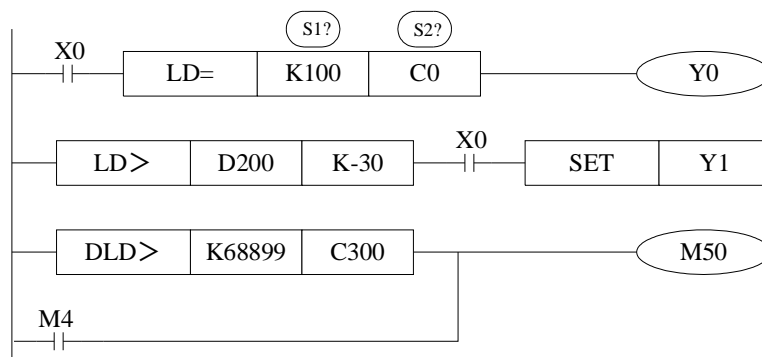 S1? S2?
X0 LD= K100 C0 Y0
LD＞ D200 K-30 X0 SET Y1
DLD＞ K68899 C300 M50
M4